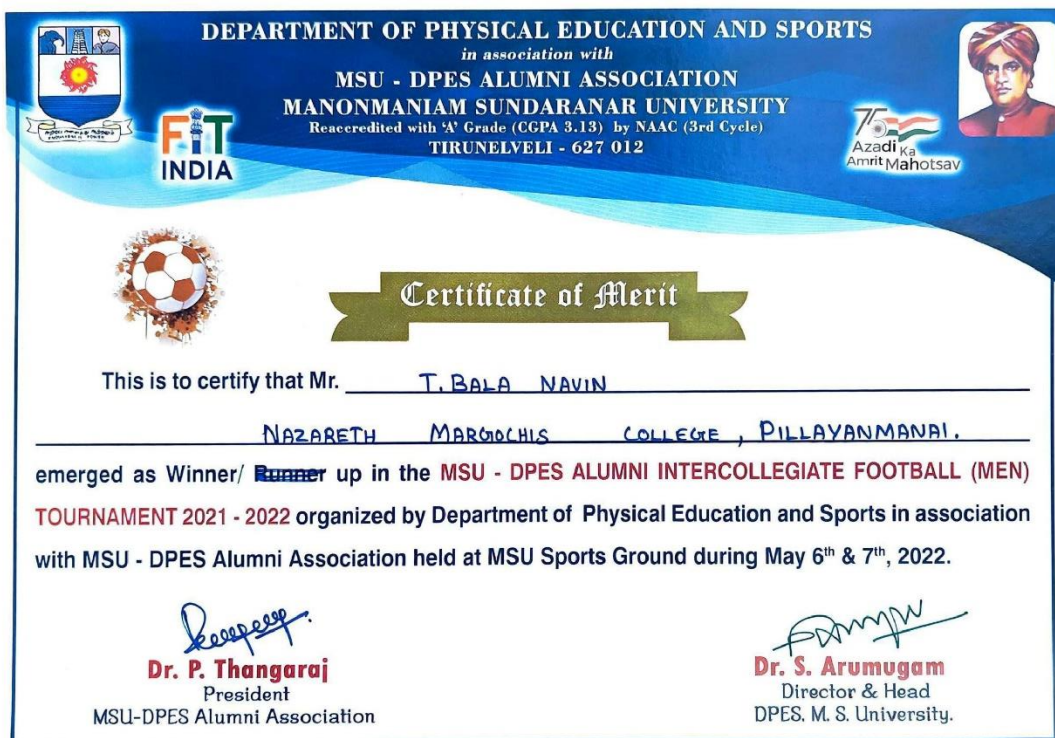 DEPARTMENT OF PHYSICAL EDUCATION AND SPORTS
in association with
MSU - DPES ALUMNI ASSOCIATION
MANONMANIAM SUNDARANAR UNIVERSITY
Reaccredited with 'A' Grade (CGPA 3.13) by NAAC (3rd Cycle)
TIRUNELVELI - 627 012
FIT
INDIA
75
Azadi Ka
Amrit Mahotsav
Certificate of Merit
This is to certify that Mr. T. BALA NAVIN
NAZARETH MARGOCHIS COLLEGE, PILLAYANMANAI.
emerged as Winner/ Runner up in the MSU - DPES ALUMNI INTERCOLLEGIATE FOOTBALL (MEN)
TOURNAMENT 2021 - 2022 organized by Department of Physical Education and Sports in association
with MSU - DPES Alumni Association held at MSU Sports Ground during May 6th & 7th, 2022.
Dr. P. Thangaraj
President
MSU-DPES Alumni Association
Dr. S. Arumugam
Director & Head
DPES. M. S. University.